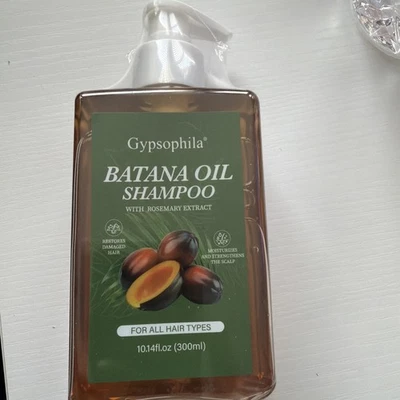 Gypsophila®
BATANA OIL
SHAMPOO
WITH ROSEMARY EXTRACT
RESTORES
DAMAGED
HAIR
MOISTURIZES
AND STRENGTHENS
THE SCALP
FOR ALL HAIR TYPES
10.14fl.oz (300ml)